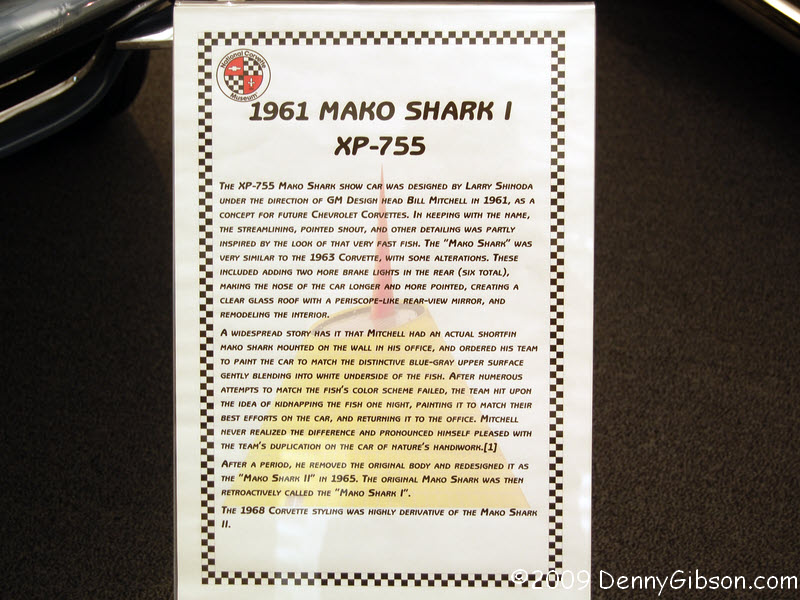 National Corvette
Museum
1961 MAKO SHARK I
XP-755
THE XP-755 MAKO SHARK SHOW CAR WAS DESIGNED BY LARRY SHINODA
UNDER THE DIRECTION OF GM DESIGN HEAD BILL MITCHELL IN 1961, AS A
CONCEPT FOR FUTURE CHEVROLET CORVETTES. IN KEEPING WITH THE NAME,
THE STREAMLINING, POINTED SNOUT, AND OTHER DETAILING WAS PARTLY
INSPIRED BY THE LOOK OF THAT VERY FAST FISH. THE "MAKO SHARK" WAS
VERY SIMILAR TO THE 1963 CORVETTE, WITH SOME ALTERATIONS. THESE
INCLUDED ADDING TWO MORE BRAKE LIGHTS IN THE REAR (SIX TOTAL),
MAKING THE NOSE OF THE CAR LONGER AND MORE POINTED, CREATING A
CLEAR GLASS ROOF WITH A PERISCOPE-LIKE REAR-VIEW MIRROR, AND
REMODELING THE INTERIOR.
A WIDESPREAD STORY HAS IT THAT MITCHELL HAD AN ACTUAL SHORTFIN
MAKO SHARK MOUNTED ON THE WALL IN HIS OFFICE, AND ORDERED HIS TEAM
TO PAINT THE CAR TO MATCH THE DISTINCTIVE BLUE-GRAY UPPER SURFACE
GENTLY BLENDING INTO WHITE UNDERSIDE OF THE FISH. AFTER NUMEROUS
ATTEMPTS TO MATCH THE FISH'S COLOR SCHEME FAILED, THE TEAM HIT UPON
THE IDEA OF KIDNAPPING THE FISH ONE NIGHT, PAINTING IT TO MATCH THEIR
BEST EFFORTS ON THE CAR, AND RETURNING IT TO THE OFFICE. MITCHELL
NEVER REALIZED THE DIFFERENCE AND PRONOUNCED HIMSELF PLEASED WITH
THE TEAM'S DUPLICATION ON THE CAR OF NATURE'S HANDIWORK.[1]
AFTER A PERIOD, HE REMOVED THE ORIGINAL BODY AND REDESIGNED IT AS
THE "MAKO SHARK II" IN 1965. THE ORIGINAL MAKO SHARK WAS THEN
RETROACTIVELY CALLED THE "MAKO SHARK I".
THE 1968 CORVETTE STYLING WAS HIGHLY DERIVATIVE OF THE MAKO SHARK
II.
©2009 DennyGibson.com